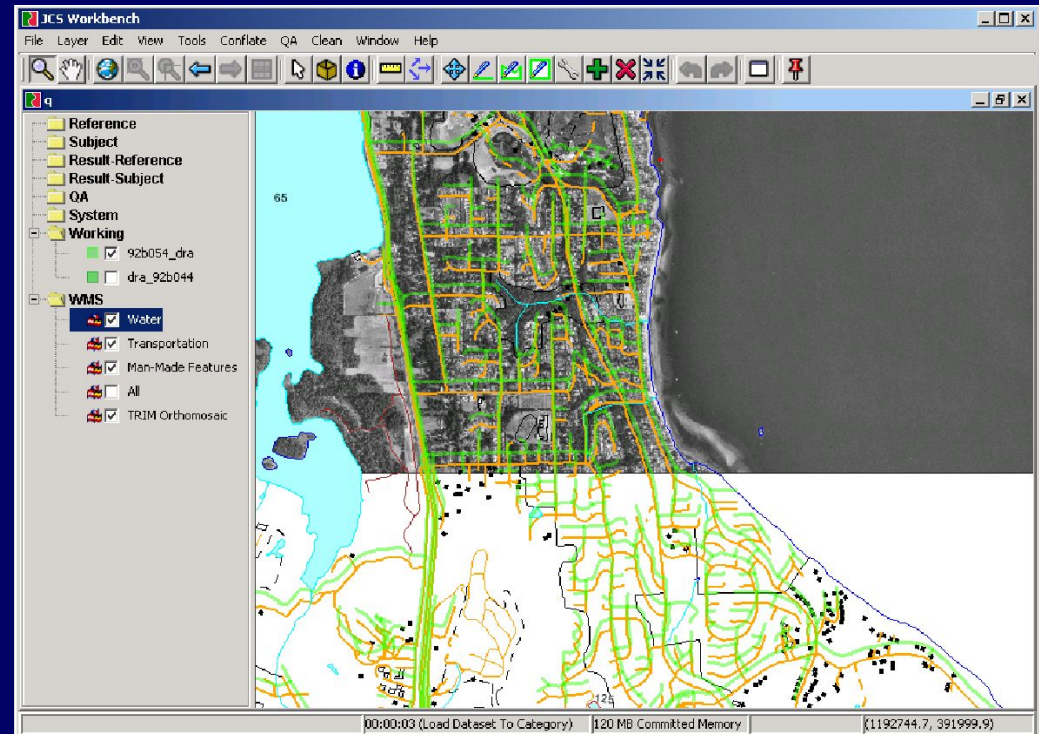 JCS Workbench
File Layer Edit View Tools Conflate QA Clean Window Help
q
Reference
Subject
Result-Reference
Result-Subject
QA
System
Working
92b054_dra
dra_92b044
WMS
Water
Transportation
Man-Made Features
All
TRIM Orthomosaic
65
125
00:00:03 (Load Dataset To Category) 120 MB Committed Memory (1192744.7, 391999.9)